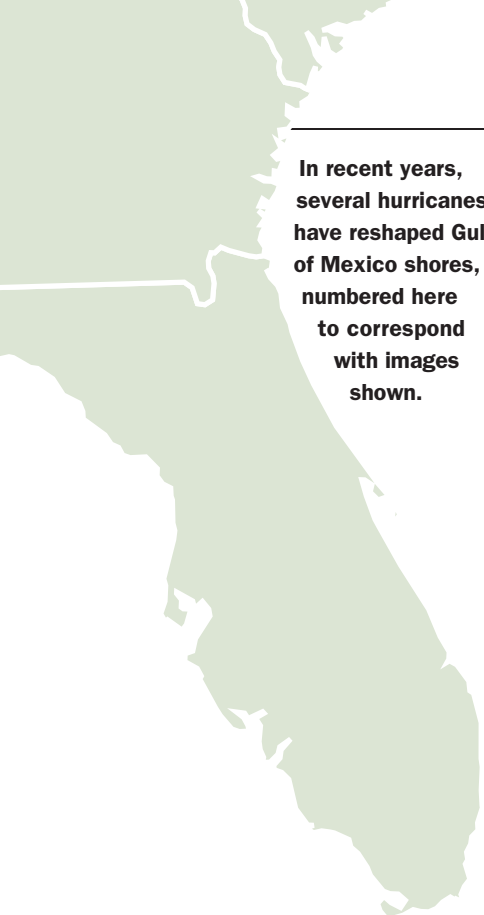 In recent years,
several hurricanes
have reshaped Gul
of Mexico shores,
numbered here
to correspond
with images
shown.